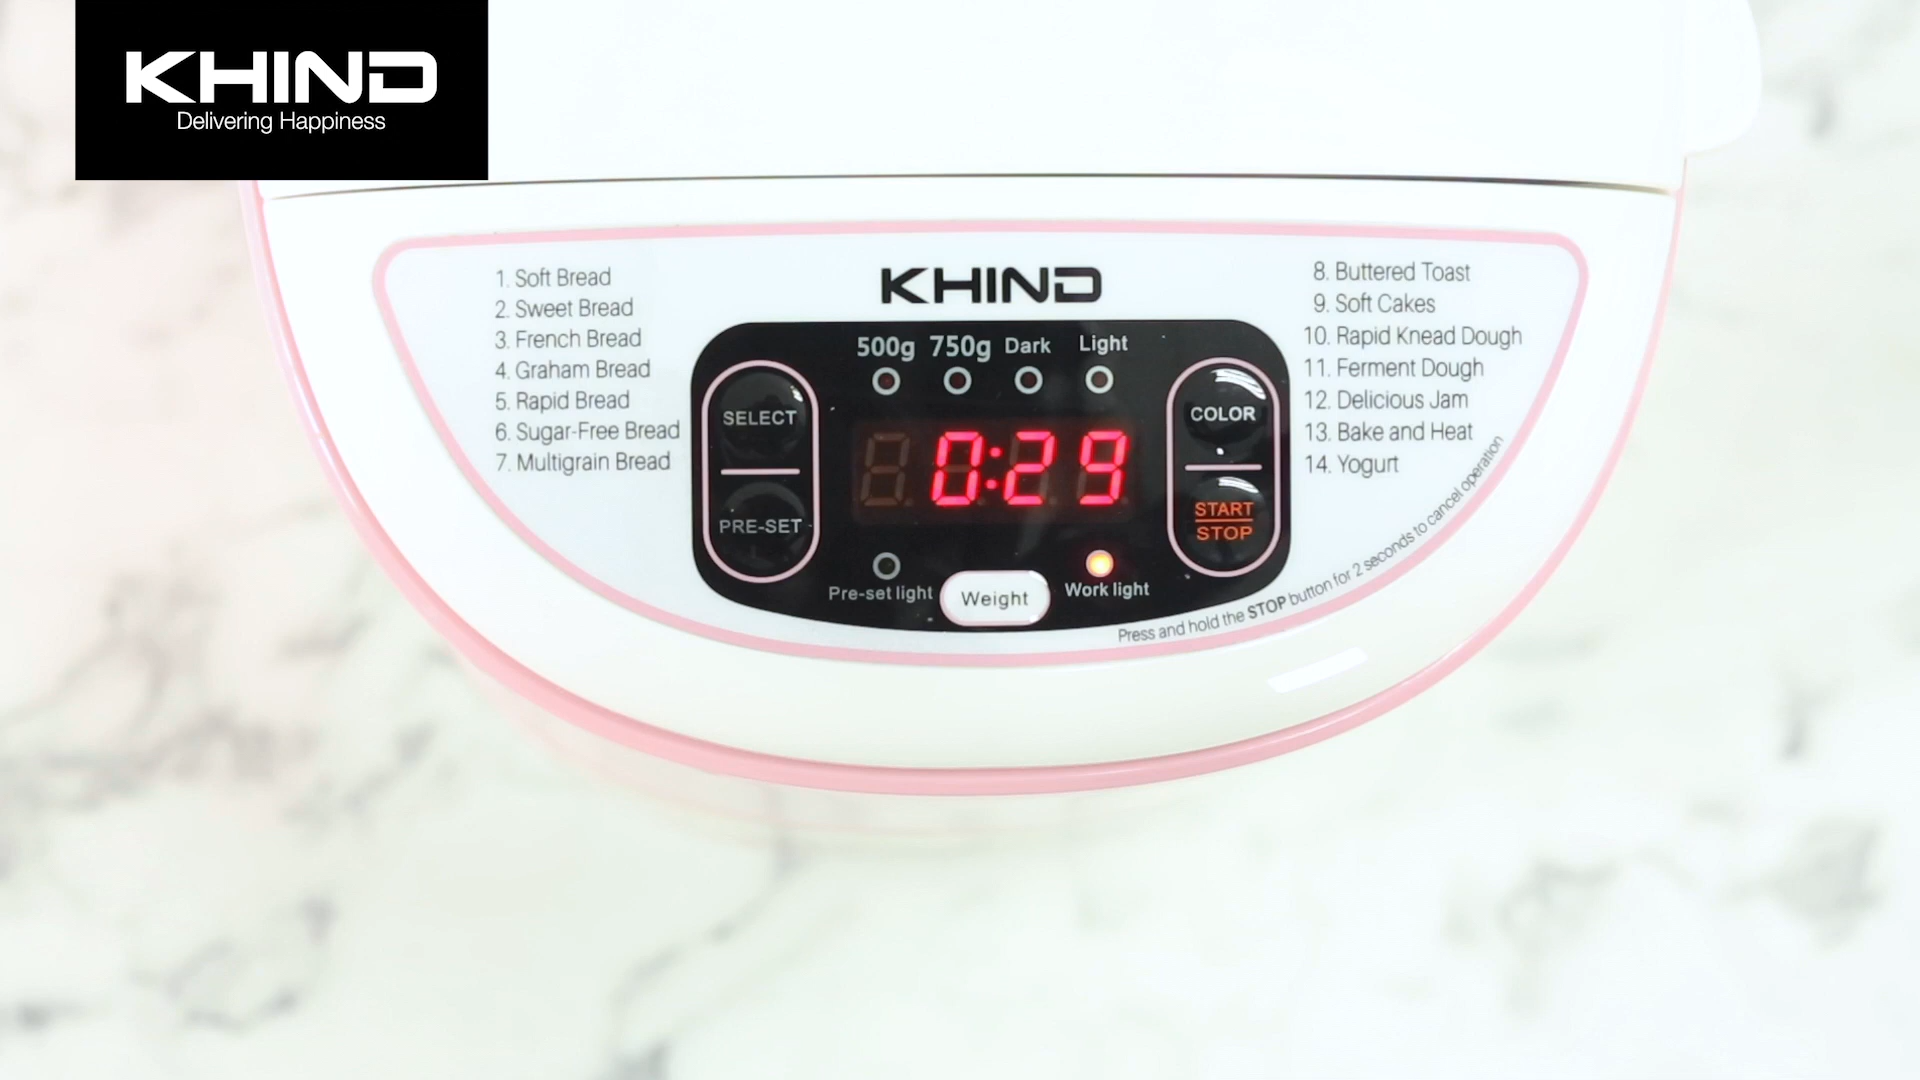 KHIND
Delivering Happiness
KHIND
1. Soft Bread
2. Sweet Bread
3. French Bread
4. Graham Bread
5. Rapid Bread
6. Sugar-Free Bread
7. Multigrain Bread
500g 750g Dark Light
SELECT
PRE-SET
0:29
COLOR
START
STOP
Pre-set light
Weight
Work light
8. Buttered Toast
9. Soft Cakes
10. Rapid Knead Dough
11. Ferment Dough
12. Delicious Jam
13. Bake and Heat
14. Yogurt
Press and hold the STOP button for 2 seconds to cancel operation